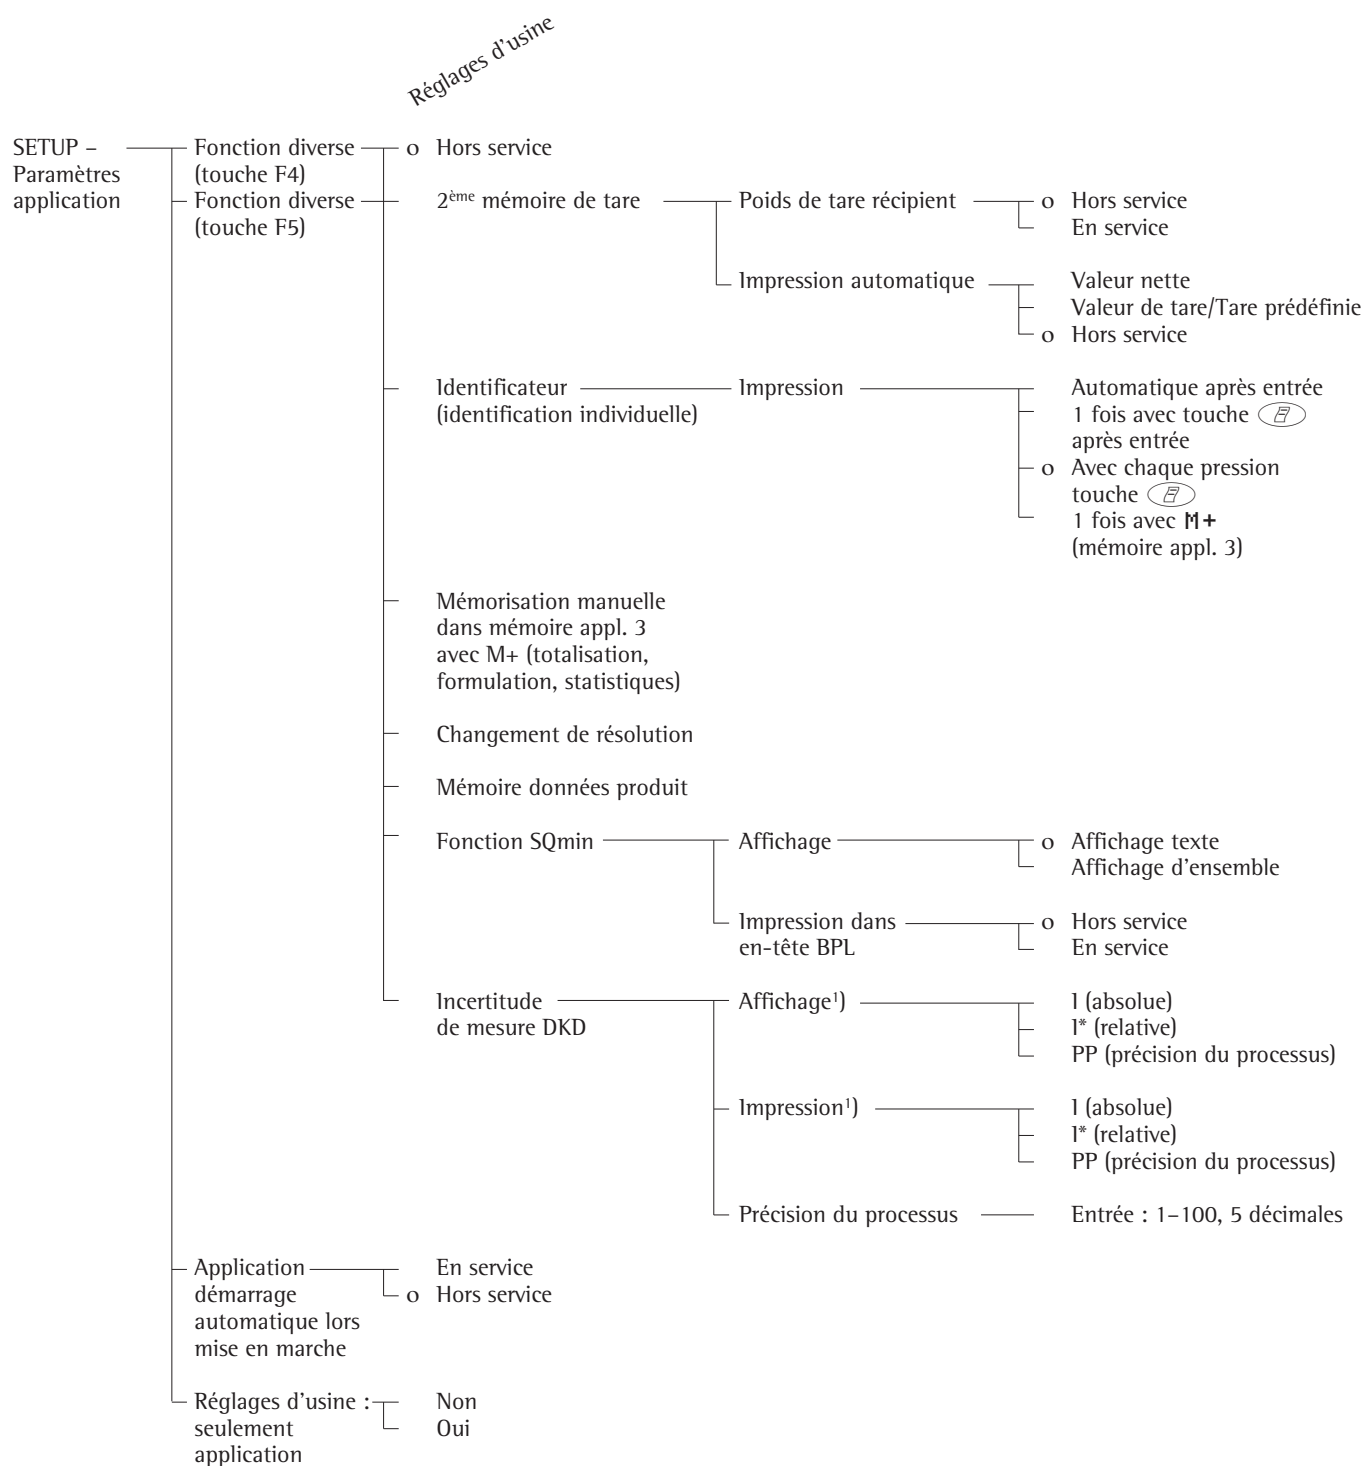 Réglages d'usine
SETUP – Fonction diverse o Hors service
Paramètres (touche F4)
application Fonction diverse 2ème mémoire de tare Poids de tare récipient o Hors service
(touche F5) En service
Impression automatique Valeur nette
Valeur de tare/Tare prédéfinie
o Hors service
Identificateur Impression Automatique après entrée
(identification individuelle) 1 fois avec touche
après entrée
o Avec chaque pression
touche
1 fois avec M+
(mémoire appl. 3)
Mémorisation manuelle
dans mémoire appl. 3
avec M+ (totalisation,
formulation, statistiques)
Changement de résolution
Mémoire données produit
Fonction SQmin Affichage o Affichage texte
Affichage d'ensemble
Impression dans o Hors service
en-tête BPL En service
Incertitude Affichage1) I (absolue)
de mesure DKD I* (relative)
PP (précision du processus)
Impression1) I (absolue)
I* (relative)
PP (précision du processus)
Précision du processus Entrée : 1–100, 5 décimales
Application En service
démarrage o Hors service
automatique lors
mise en marche
Réglages d'usine : Non
seulement Oui
application